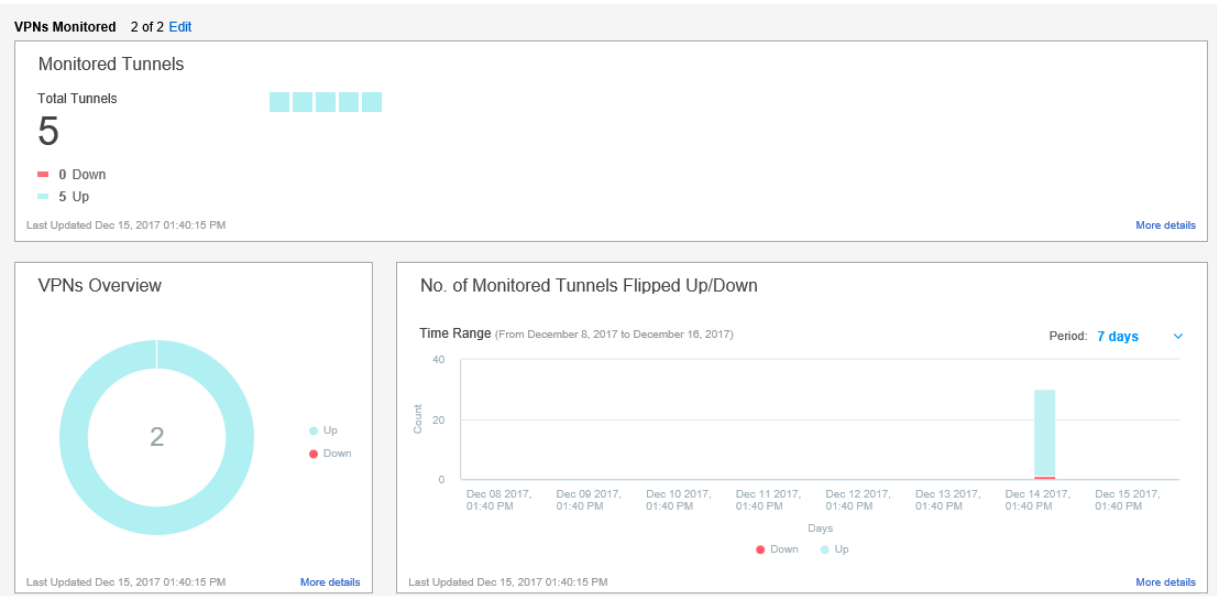 VPNs Monitored 2 of 2 Edit
Monitored Tunnels
Total Tunnels
5
0 Down
5 Up
Last Updated Dec 15, 2017 01:40:15 PM More details
VPNs Overview
2
Up
Down
Last Updated Dec 15, 2017 01:40:15 PM More details
No. of Monitored Tunnels Flipped Up/Down
Time Range (From December 8, 2017 to December 16, 2017) Period: 7 days
40
20
0
Count
Dec 08 2017, Dec 09 2017, Dec 10 2017, Dec 11 2017, Dec 12 2017, Dec 13 2017, Dec 14 2017, Dec 15 2017,
01:40 PM 01:40 PM 01:40 PM 01:40 PM 01:40 PM 01:40 PM 01:40 PM 01:40 PM
Days
Down Up
Last Updated Dec 15, 2017 01:40:15 PM More details